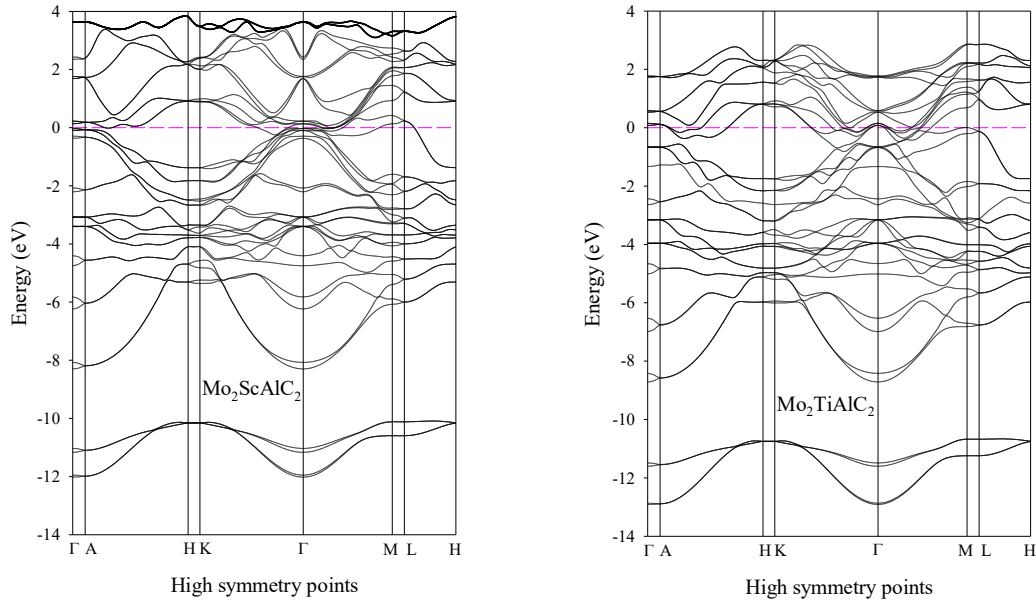 4
2
0
-2
-4
-6
-8
-10
-12
-14
Energy (eV)
Mo₂ScAlC₂
Γ A H K Γ M L H
High symmetry points
4
2
0
-2
-4
-6
-8
-10
-12
-14
Energy (eV)
Mo₂TiAlC₂
Γ A H K Γ M L H
High symmetry points